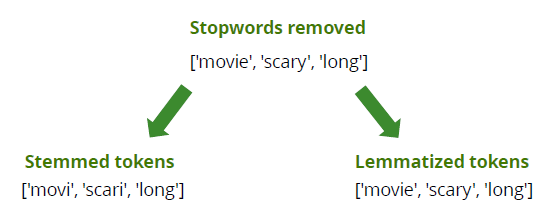 Stopwords removed
['movie', 'scary', 'long']
Stemmed tokens
['movi', 'scari', 'long']
Lemmatized tokens
['movie', 'scary', 'long']